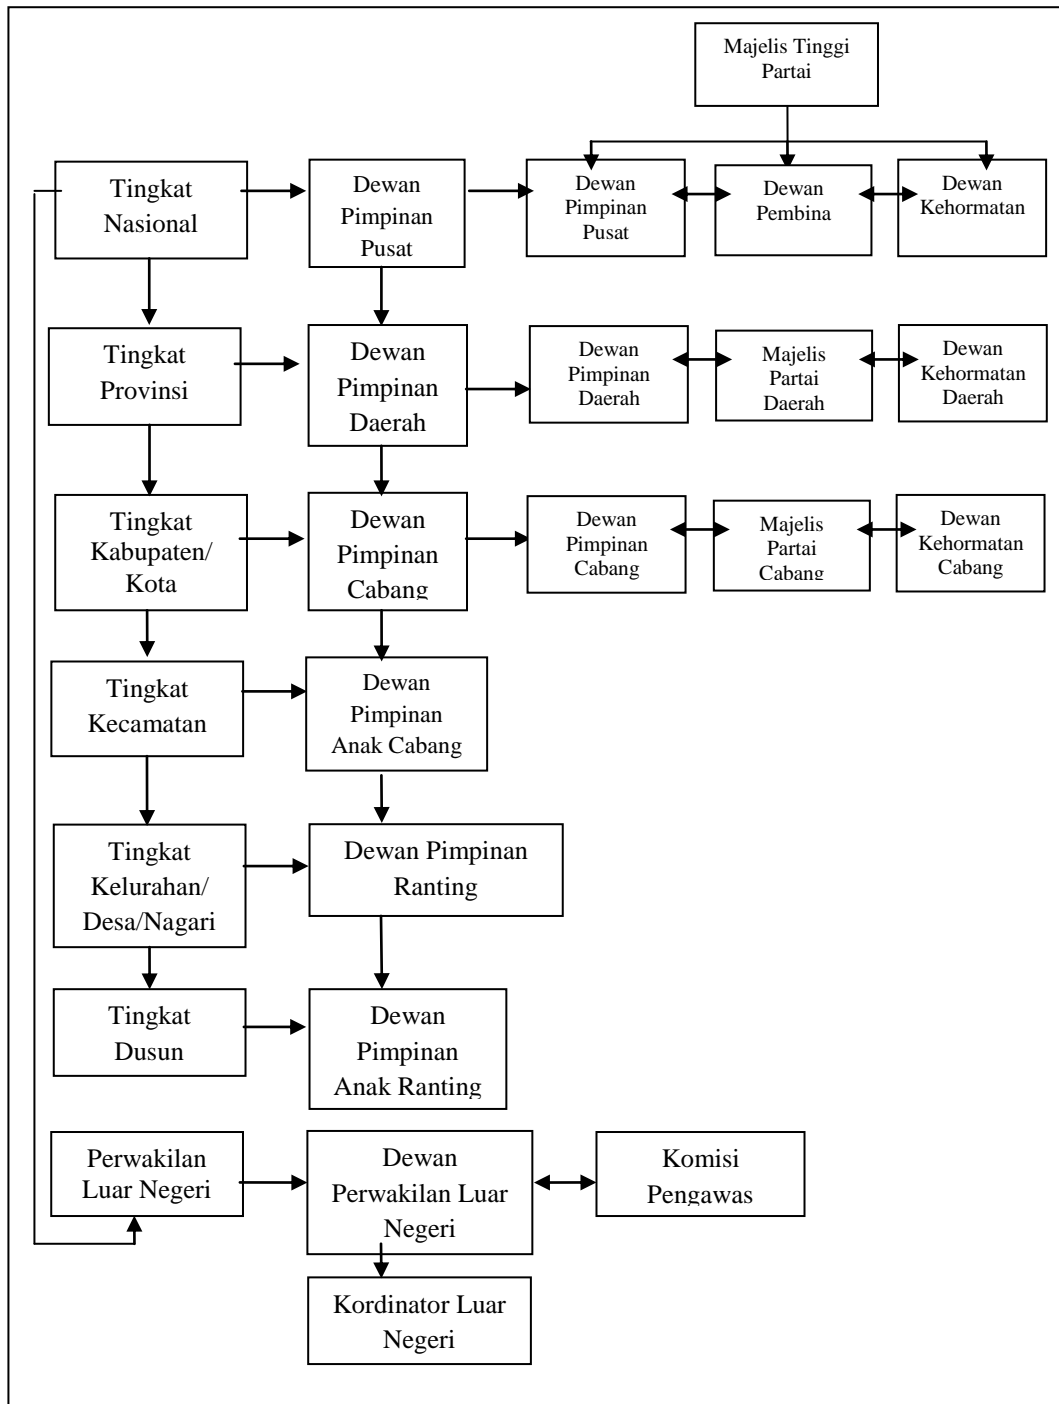 Majelis Tinggi
Partai
Tingkat
Nasional
Dewan
Pimpinan
Pusat
Dewan
Pimpinan
Pusat
Dewan
Pembina
Dewan
Kehormatan
Tingkat
Provinsi
Dewan
Pimpinan
Daerah
Dewan
Pimpinan
Daerah
Majelis
Partai
Daerah
Dewan
Kehormatan
Daerah
Tingkat
Kabupaten/
Kota
Dewan
Pimpinan
Cabang
Dewan
Pimpinan
Cabang
Majelis
Partai
Cabang
Dewan
Kehormatan
Cabang
Tingkat
Kecamatan
Dewan
Pimpinan
Anak Cabang
Tingkat
Kelurahan/
Desa/Nagari
Dewan Pimpinan
Ranting
Tingkat
Dusun
Dewan
Pimpinan
Anak Ranting
Perwakilan
Luar Negeri
Dewan
Perwakilan Luar
Negeri
Komisi
Pengawas
Kordinator Luar
Negeri